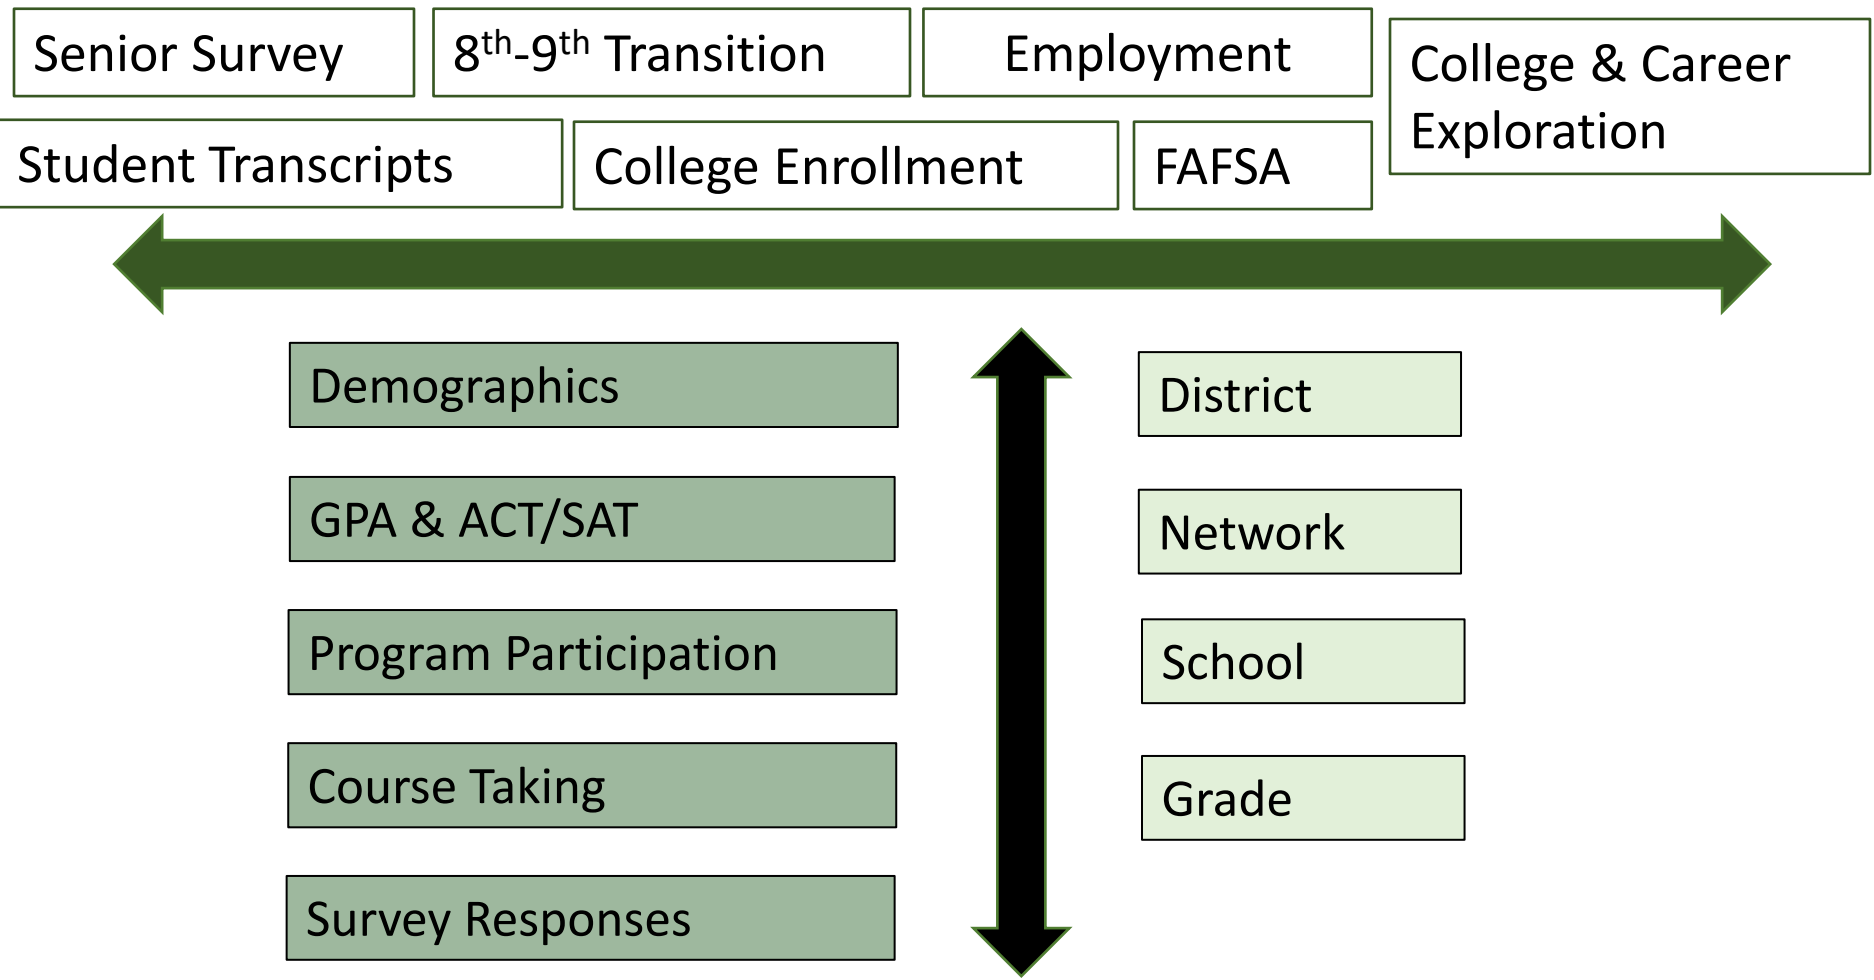 Senior Survey
8th-9th Transition
Employment
College & Career
Exploration
Student Transcripts
College Enrollment
FAFSA
Demographics
GPA & ACT/SAT
Program Participation
Course Taking
Survey Responses
District
Network
School
Grade